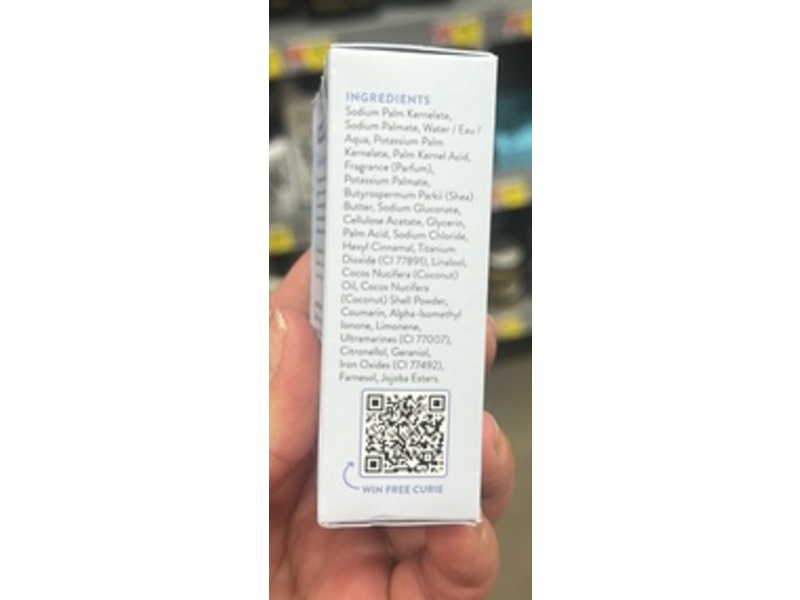 INGREDIENTS
Sodium Palm Kernelate,
Sodium Palmate, Water / Eau /
Aqua, Potassium Palm
Kernelate, Palm Kernel Acid,
Fragrance (Parfum),
Potassium Palmate,
Butyrospermum Parkii (Shea)
Butter, Sodium Gluconate,
Cellulose Acetate, Glycerin,
Palm Acid, Sodium Chloride,
Hexyl Cinnamal, Titanium
Dioxide (CI 77891), Linalool,
Cocos Nucifera (Coconut)
Oil, Cocos Nucifera
(Coconut) Shell Powder,
Coumarin, Alpha-Isomethyl
Ionone, Limonene,
Ultramarines (CI 77007),
Citronellol, Geraniol,
Iron Oxides (CI 77492),
Farnesol, Jojoba Esters.
WIN FREE CURIE